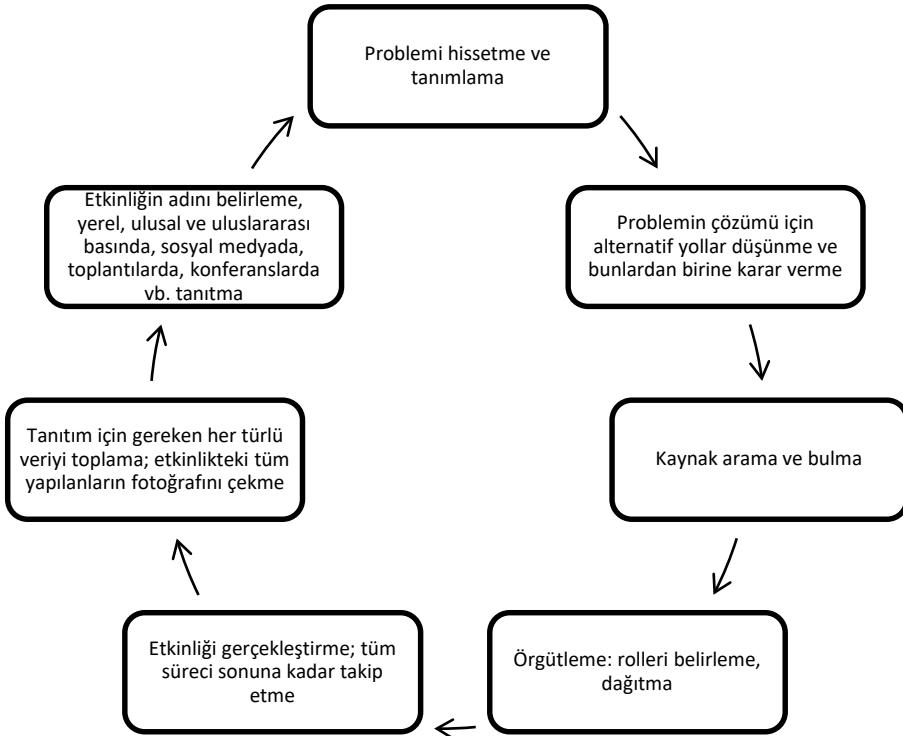 Problemi hissetme ve
tanımlama
Problemin çözümü için
alternatif yollar düşünme ve
bunlardan birine karar verme
Kaynak arama ve bulma
Örgütleme: rolleri belirleme,
dağıtma
Etkinliği gerçekleştirme; tüm
süreci sonuna kadar takip
etme
Tanıtım için gereken her türlü
veriyi toplama; etkinlikteki tüm
yapılanların fotoğrafını çekme
Etkinliğin adını belirleme,
yerel, ulusal ve uluslararası
basında, sosyal medyada,
toplantılarda, konferanslarda
vb. tanıtma